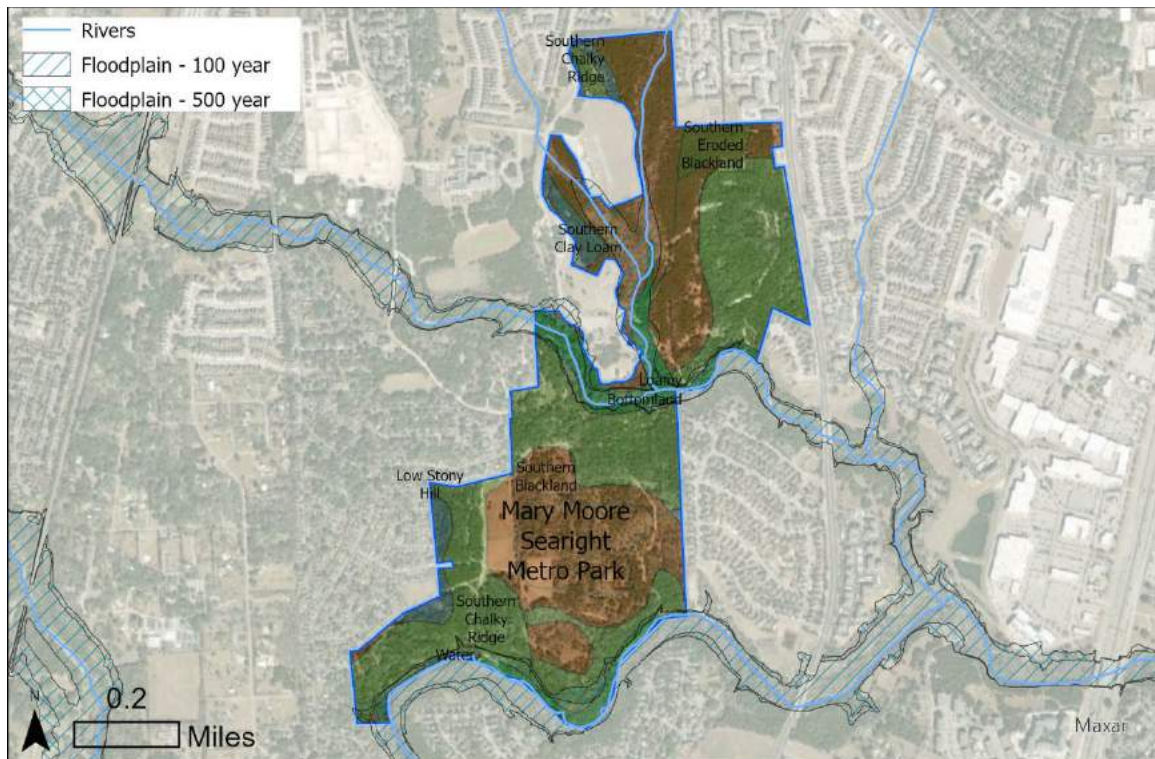 Rivers
Floodplain - 100 year
Floodplain - 500 year
Southern
Chalky
Ridge
Southern
Eroded
Blackland
Southern
Clay Loam
Loamy
Bottomland
Low Stony
Hill
Southern
Blackland
Mary Moore
Searight
Metro Park
Southern
Chalky
Ridge
Water
N
0.2
Miles
Maxar